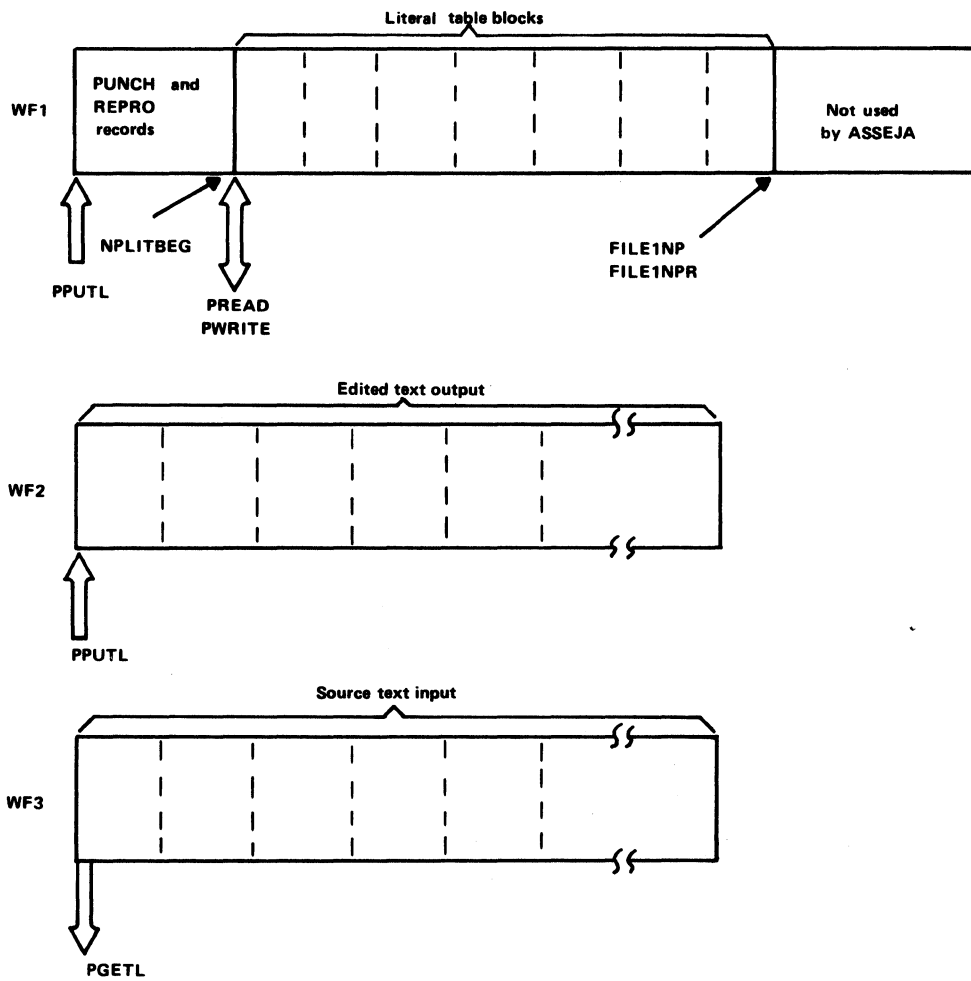 Literal table blocks
WF1
PUNCH and
REPRO
records
Not used
by ASSEJA
NPLITBEG
PPUTL
PREAD
PWRITE
FILE1NP
FILE1NPR
Edited text output
WF2
PPUTL
Source text input
WF3
PGETL